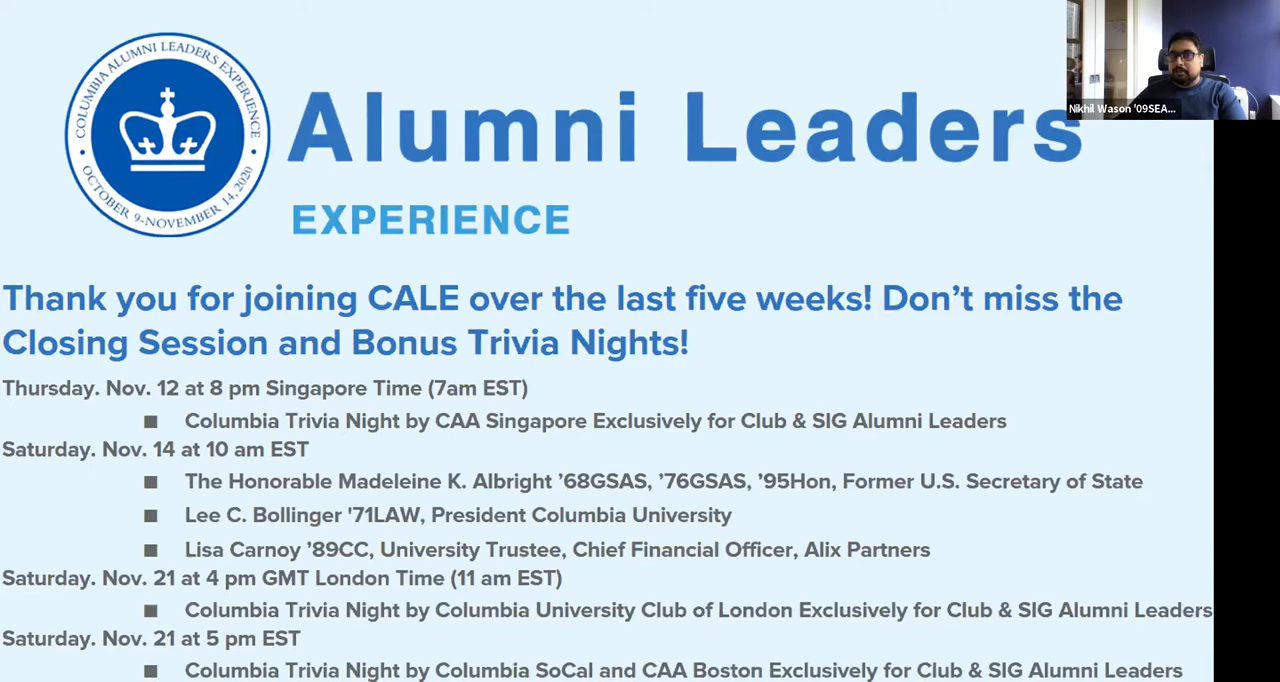 COLUMBIA ALUMNI LEADERS EXPERIENCE
• OCTOBER 9-NOVEMBER 14, 2020 •
Alumni Leaders
EXPERIENCE
Nikhil Wason '09SEA...
Thank you for joining CALE over the last five weeks! Don’t miss the
Closing Session and Bonus Trivia Nights!
Thursday. Nov. 12 at 8 pm Singapore Time (7am EST)
■ Columbia Trivia Night by CAA Singapore Exclusively for Club & SIG Alumni Leaders
Saturday. Nov. 14 at 10 am EST
■ The Honorable Madeleine K. Albright ’68GSAS, ’76GSAS, ’95Hon, Former U.S. Secretary of State
■ Lee C. Bollinger '71LAW, President Columbia University
■ Lisa Carnoy ’89CC, University Trustee, Chief Financial Officer, Alix Partners
Saturday. Nov. 21 at 4 pm GMT London Time (11 am EST)
■ Columbia Trivia Night by Columbia University Club of London Exclusively for Club & SIG Alumni Leaders
Saturday. Nov. 21 at 5 pm EST
■ Columbia Trivia Night by Columbia SoCal and CAA Boston Exclusively for Club & SIG Alumni Leaders